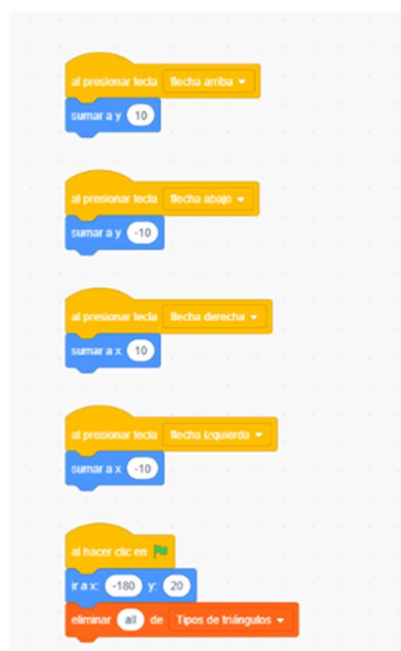 al presionar tecla flecha arriba
sumar a y 10
al presionar tecla flecha abajo
sumar a y -10
al presionar tecla flecha derecha
sumar a x 10
al presionar tecla flecha izquierda
sumar a x -10
al hacer clic en
ir a x: -180 y: 20
eliminar all de Tipos de triángulos